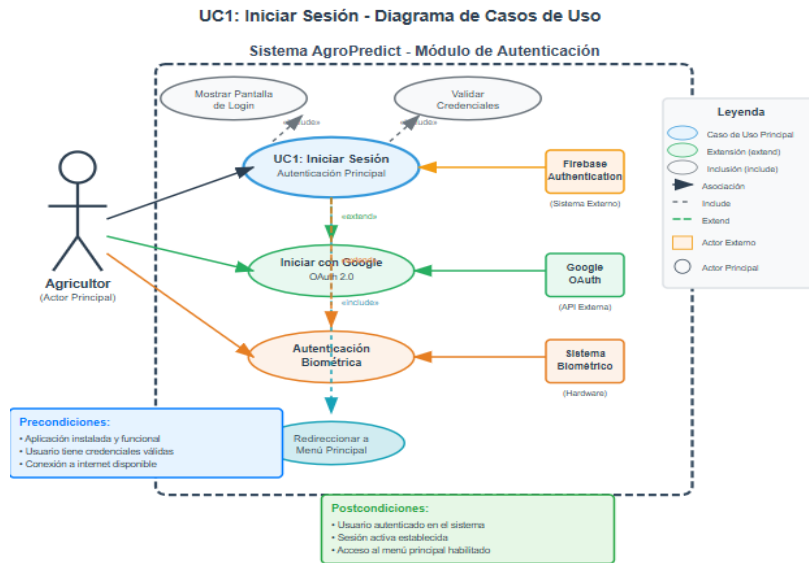 UC1: Iniciar Sesión - Diagrama de Casos de Uso
Sistema AgroPredict - Módulo de Autenticación
Mostrar Pantalla
de Login
Validar
Credenciales
«include»
«include»
UC1: Iniciar Sesión
Autenticación Principal
Firebase
Authentication
(Sistema Externo)
«extend»
Iniciar con Google
OAuth 2.0
Google
OAuth
(API Externa)
«include»
Autenticación
Biométrica
Sistema
Biométrico
(Hardware)
Redireccionar a
Menú Principal
Agricultor
(Actor Principal)
Leyenda
Caso de Uso Principal
Extensión (extend)
Inclusión (include)
Asociación
Include
Extend
Actor Externo
Actor Principal
Precondiciones:
• Aplicación instalada y funcional
• Usuario tiene credenciales válidas
• Conexión a internet disponible
Postcondiciones:
• Usuario autenticado en el sistema
• Sesión activa establecida
• Acceso al menú principal habilitado